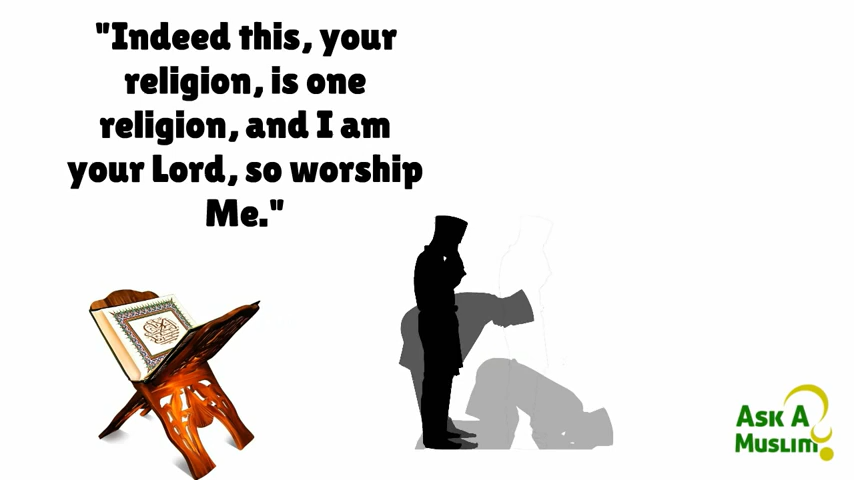 "Indeed this, your
religion, is one
religion, and I am
your Lord, so worship
Me."
Ask A
Muslim